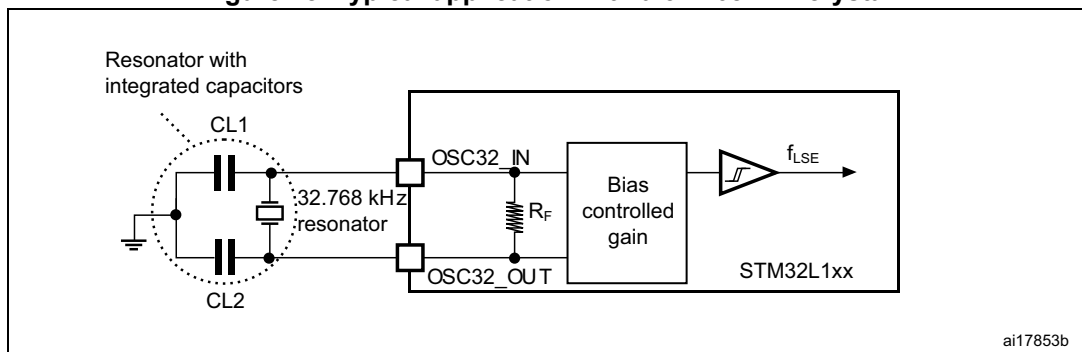 Resonator with
integrated capacitors
CL1
OSC32_IN
fLSE
32.768 kHz
resonator
RF
Bias
controlled
gain
STM32L1xx
OSC32_OUT
CL2
ai17853b